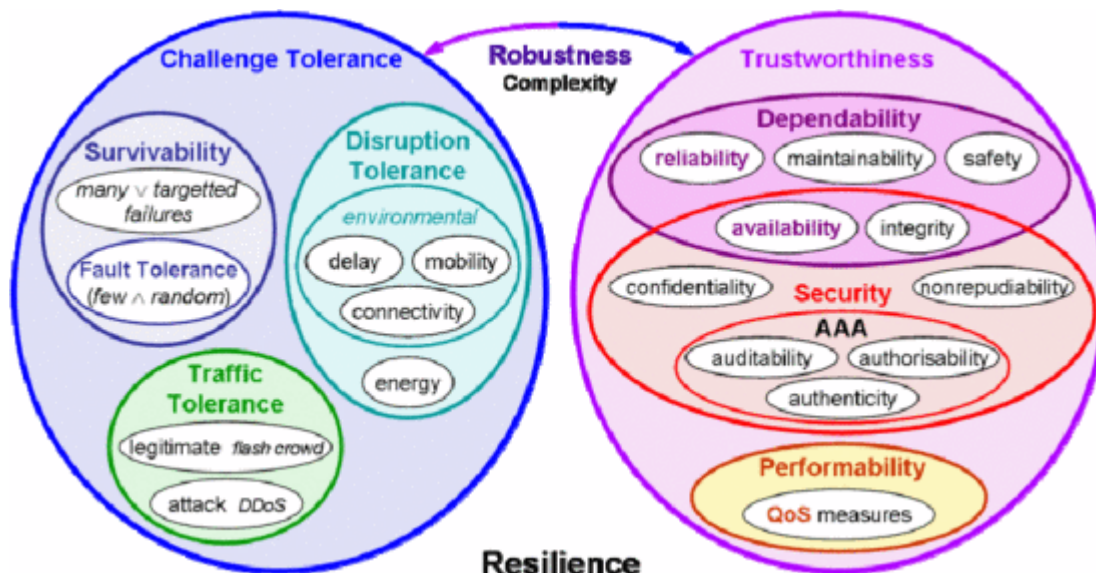 Challenge Tolerance
Survivability
many ∨ targetted
failures
Fault Tolerance
(few ∧ random)
Disruption
Tolerance
environmental
delay
mobility
connectivity
energy
Traffic
Tolerance
legitimate flash crowd
attack DDoS
Robustness
Complexity
Trustworthiness
Dependability
reliability
maintainability
safety
availability
integrity
confidentiality
Security
nonrepudiability
AAA
auditability
authorisability
authenticity
Performability
QoS measures
Resilience